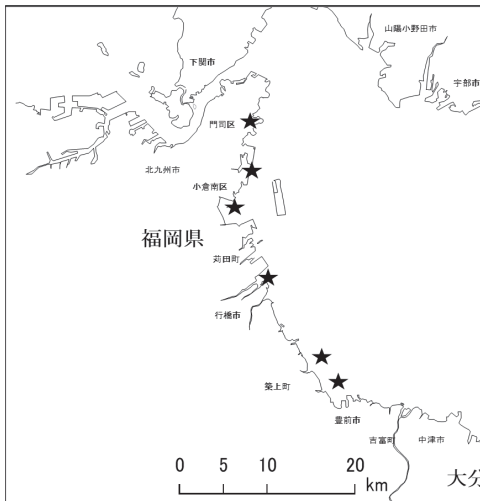 山陽小野田市
下関市
宇部市
門司区
北九州市
小倉南区
福岡県
苅田町
行橋市
築上町
豊前市
吉富町
中津市
大分
0 5 10 20
km